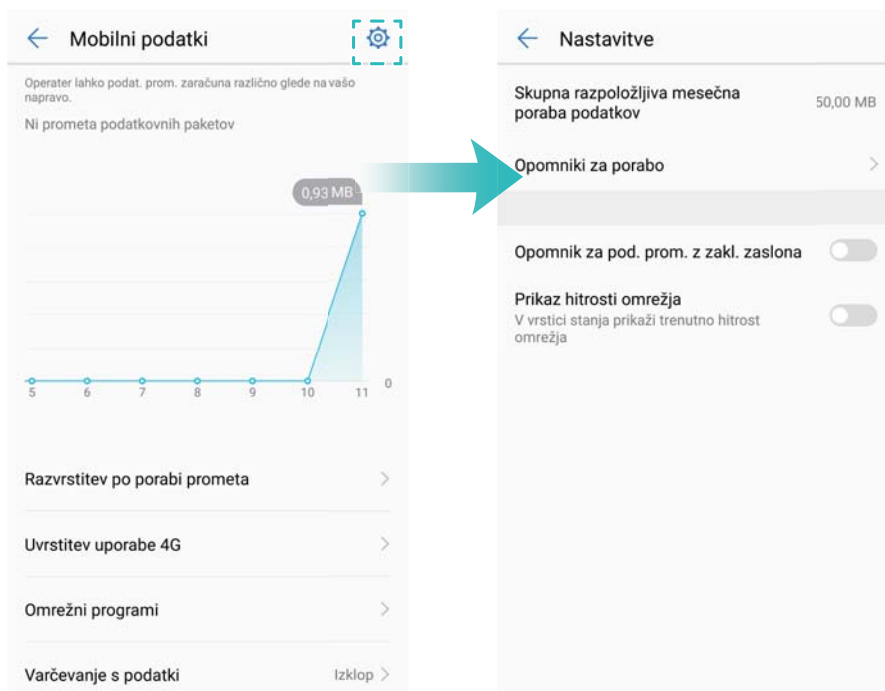 Mobilni podatki
Operater lahko podat. prom. zaračuna različno glede na vašo
napravo.
Ni prometa podatkovnih paketov
0,93 MB
0
5 6 7 8 9 10 11
Razvrstitev po porabi prometa
Uvrstitev uporabe 4G
Omrežni programi
Varčevanje s podatki Izklop
Nastavitve
Skupna razpoložljiva mesečna
poraba podatkov
50,00 MB
Opomniki za porabo
Opomnik za pod. prom. z zakl. zaslona
Prikaz hitrosti omrežja
V vrstici stanja prikaži trenutno hitrost
omrežja